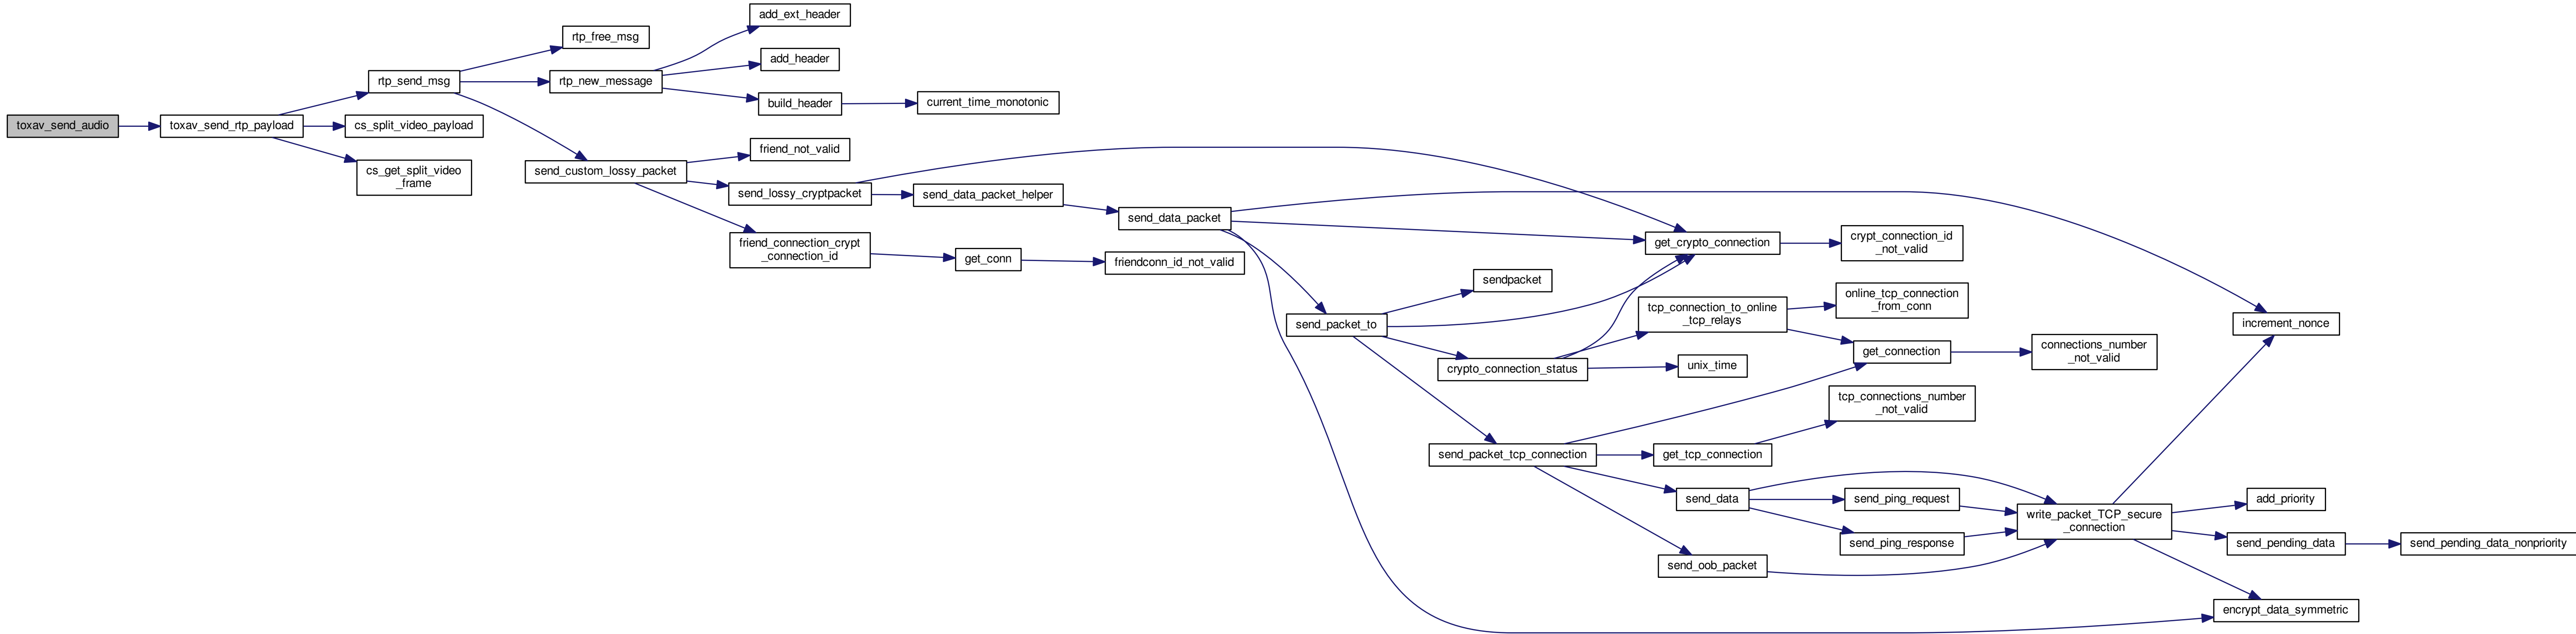 toxav_send_audio
toxav_send_rtp_payload
rtp_send_msg
cs_split_video_payload
cs_get_split_video
_frame
rtp_free_msg
rtp_new_message
send_custom_lossy_packet
add_ext_header
add_header
build_header
current_time_monotonic
friend_not_valid
send_lossy_cryptpacket
friend_connection_crypt
_connection_id
send_data_packet_helper
get_conn
friendconn_id_not_valid
send_data_packet
send_packet_to
sendpacket
crypto_connection_status
send_packet_tcp_connection
get_crypto_connection
crypt_connection_id
_not_valid
tcp_connection_to_online
_tcp_relays
online_tcp_connection
_from_conn
unix_time
get_connection
connections_number
_not_valid
get_tcp_connection
tcp_connections_number
_not_valid
send_data
send_ping_request
send_ping_response
send_oob_packet
write_packet_TCP_secure
_connection
increment_nonce
add_priority
send_pending_data
send_pending_data_nonpriority
encrypt_data_symmetric